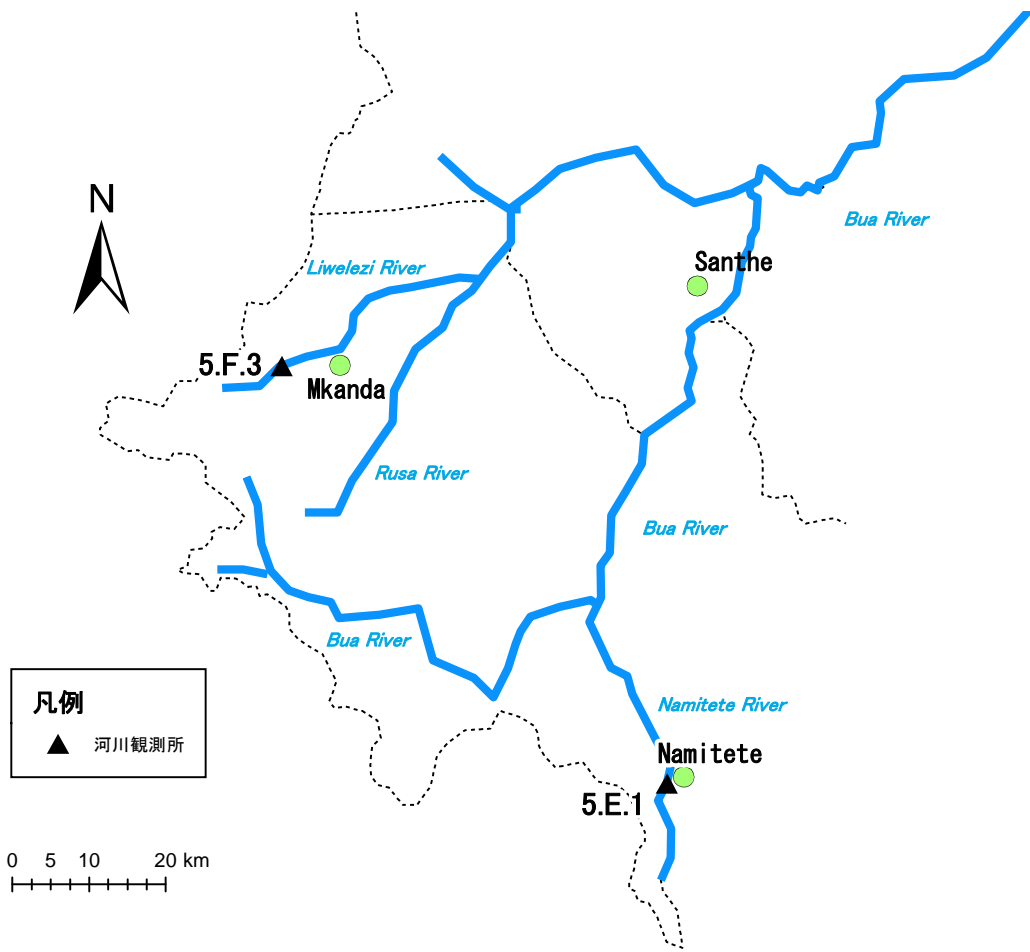 N
Bua River
Santhe
Liwelezi River
5.F.3
Mkanda
Rusa River
Bua River
Bua River
凡例
▲ 河川観測所
Namitete River
Namitete
5.E.1
0 5 10 20 km